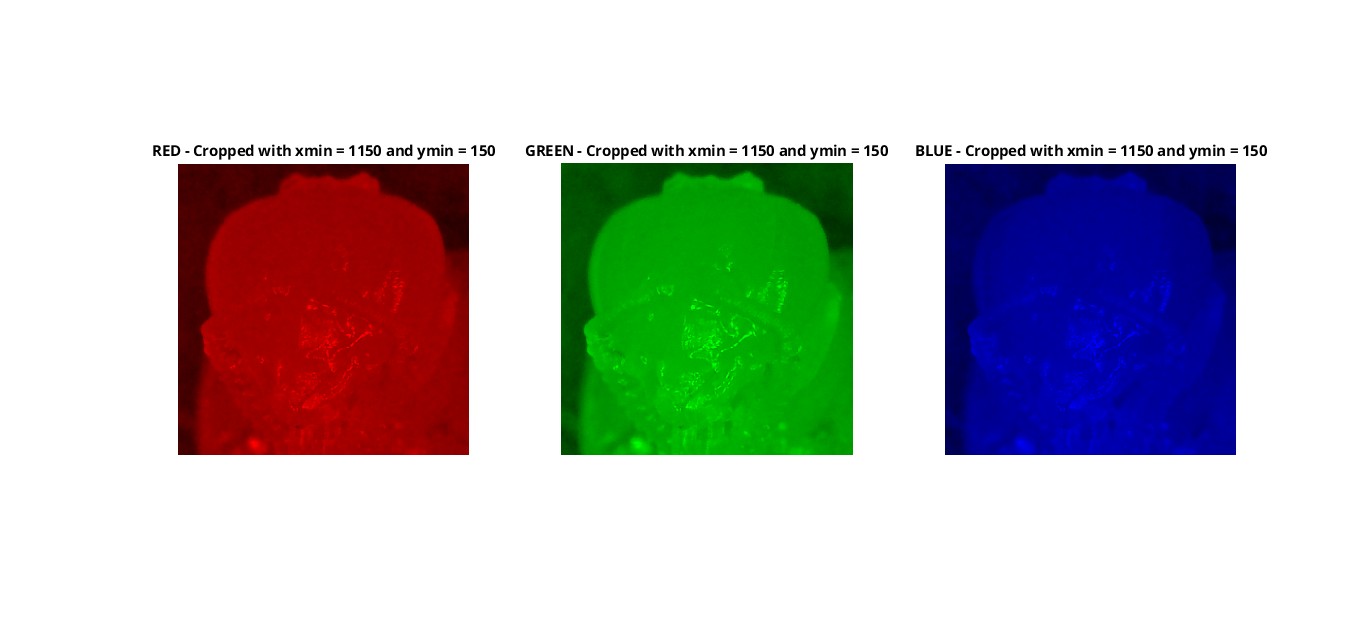 RED - Cropped with xmin = 1150 and ymin = 150
GREEN - Cropped with xmin = 1150 and ymin = 150
BLUE - Cropped with xmin = 1150 and ymin = 150